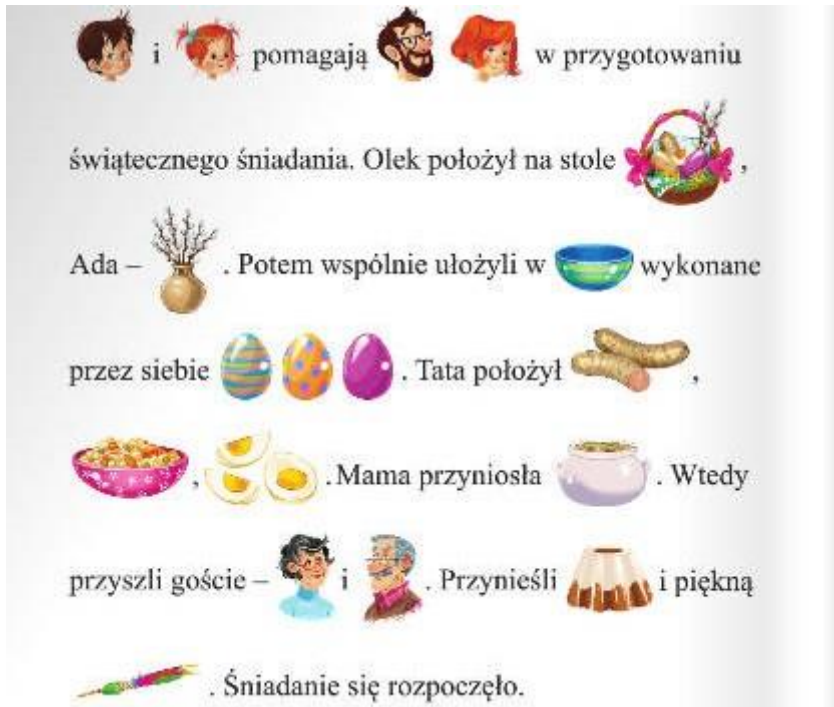 i pomagają w przygotowaniu
świątecznego śniadania. Olek położył na stole ,
Ada – . Potem wspólnie ułożyli w wykonane
przez siebie . Tata położył ,
, . Mama przyniosła . Wtedy
przyszli goście – i . Przynieśli i piękną
. Śniadanie się rozpoczęło.